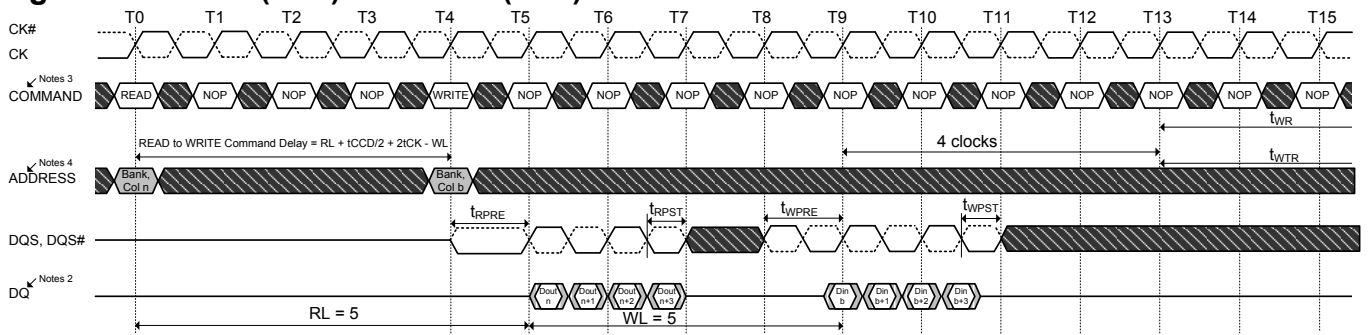 T0 T1 T2 T3 T4 T5 T6 T7 T8 T9 T10 T11 T12 T13 T14 T15
CK#
CK
Notes 3
COMMAND READ NOP NOP NOP WRITE NOP NOP NOP NOP NOP NOP NOP NOP NOP NOP NOP
tWR
READ to WRITE Command Delay = RL + tCCD/2 + 2tCK - WL
4 clocks
tWTR
Notes 4
ADDRESS Bank, Col n Bank, Col b
tRPRE tRPST tWPRE tWPST
DQS, DQS#
Notes 2
DQ Dout n Dout n+1 Dout n+2 Dout n+3 Din b Din b+1 Din b+2 Din b+3
RL = 5 WL = 5